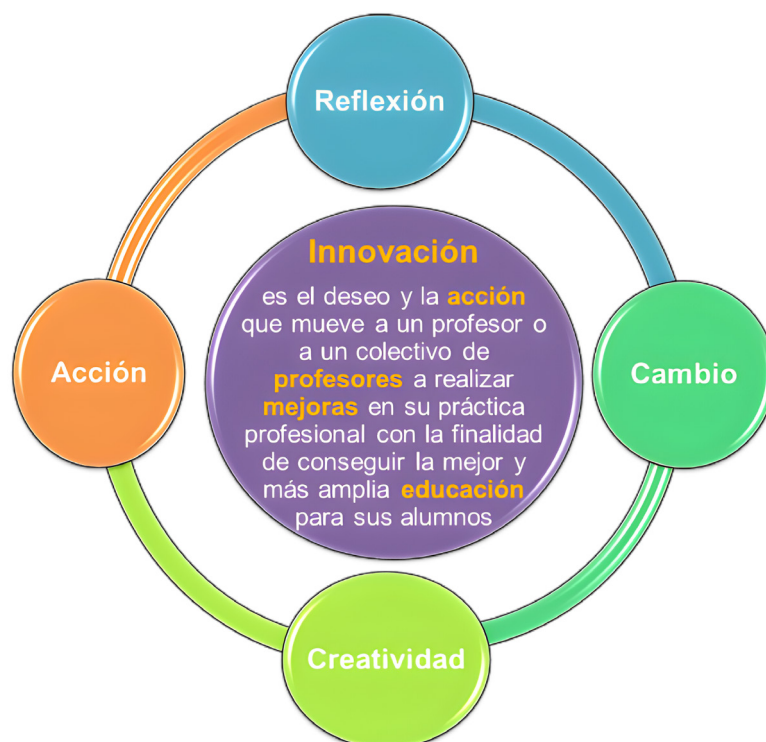 Reflexión
Innovación
es el deseo y la acción
que mueve a un profesor o
a un colectivo de
profesores a realizar
mejoras en su práctica
profesional con la finalidad
de conseguir la mejor y
más amplia educación
para sus alumnos
Acción
Cambio
Creatividad